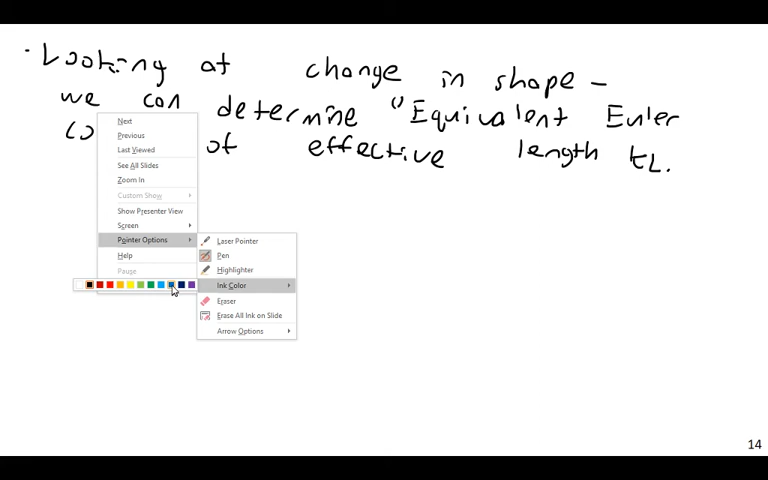 · Looking at change in shape –
we can determine "Equivalent Euler
of effective length tL.
Next
Previous
Last Viewed
See All Slides
Zoom In
Custom Show
Show Presenter View
Screen
Pointer Options
Help
Pause
Laser Pointer
Pen
Highlighter
Ink Color
Eraser
Erase All Ink on Slide
Arrow Options
14